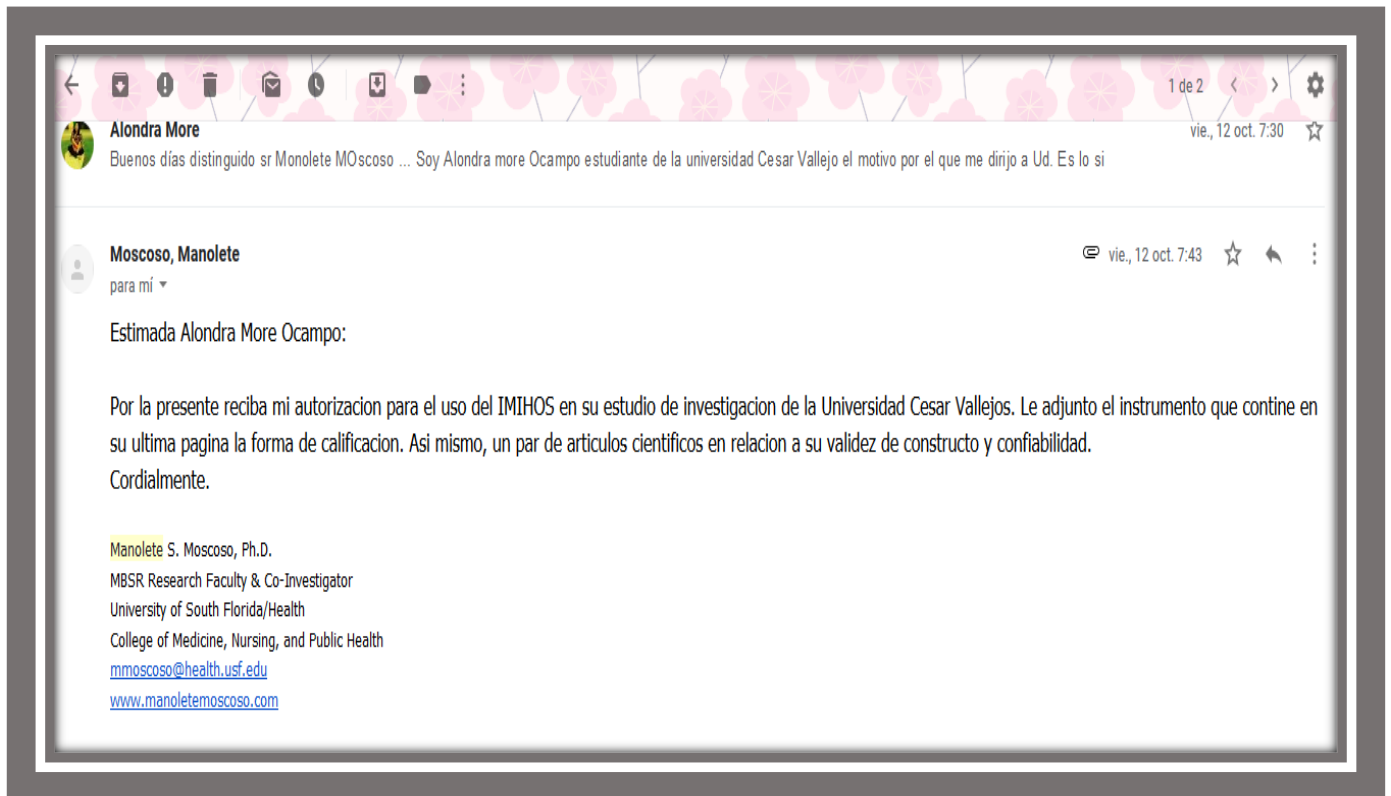 1 de 2
Alondra More
vie., 12 oct. 7:30
Buenos días distinguido sr Monolete MOscoso ... Soy Alondra more Ocampo estudiante de la universidad Cesar Vallejo el motivo por el que me dirijo a Ud. Es lo si
Moscoso, Manolete
vie., 12 oct. 7:43
para mí
Estimada Alondra More Ocampo:
Por la presente reciba mi autorizacion para el uso del IMIHOS en su estudio de investigacion de la Universidad Cesar Vallejos. Le adjunto el instrumento que contine en
su ultima pagina la forma de calificacion. Asi mismo, un par de articulos cientificos en relacion a su validez de constructo y confiabilidad.
Cordialmente.
Manolete S. Moscoso, Ph.D.
MBSR Research Faculty & Co-Investigator
University of South Florida/Health
College of Medicine, Nursing, and Public Health
mmoscoso@health.usf.edu
www.manoletemoscoso.com